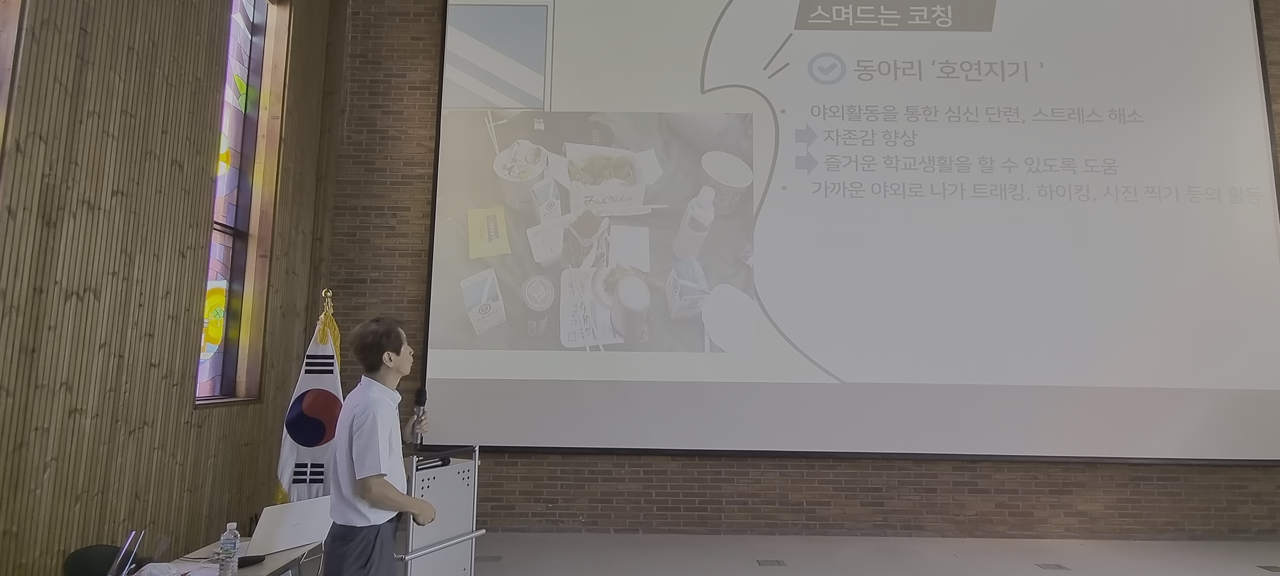 스며드는 코칭
동아리 '호연지기 '
• 야외활동을 통한 심신 단련, 스트레스 해소
자존감 향상
즐거운 학교생활을 할 수 있도록 도움
• 가까운 야외로 나가 트래킹, 하이킹, 사진 찍기 등의 활동